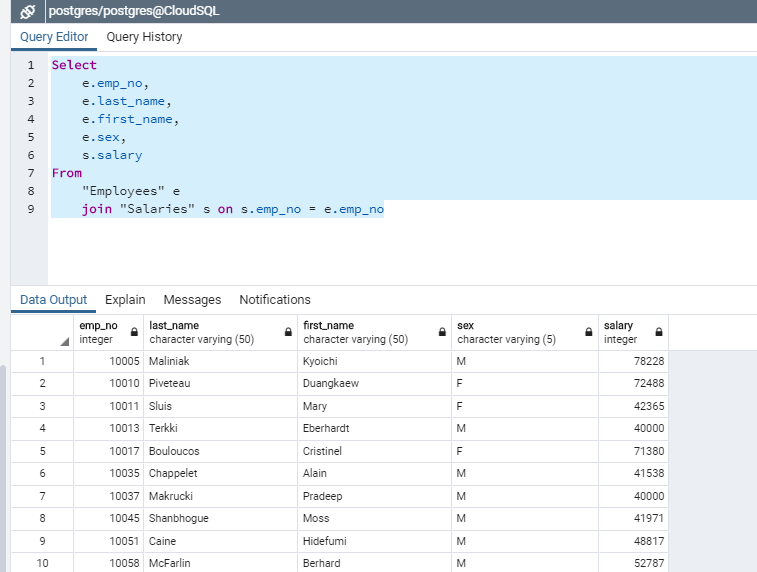 postgres/postgres@CloudSQL
Query Editor Query History
1 Select
2 e.emp_no,
3 e.last_name,
4 e.first_name,
5 e.sex,
6 s.salary
7 From
8 "Employees" e
9 join "Salaries" s on s.emp_no = e.emp_no
Data Output Explain Messages Notifications
emp_no last_name first_name sex salary
integer character varying (50) character varying (50) character varying (5) integer
1 10005 Maliniak Kyoichi M 78228
2 10010 Piveteau Duangkaew F 72488
3 10011 Sluis Mary F 42365
4 10013 Terkki Eberhardt M 40000
5 10017 Bouloucos Cristinel F 71380
6 10035 Chappelet Alain M 41538
7 10037 Makrucki Pradeep M 40000
8 10045 Shanbhogue Moss M 41971
9 10051 Caine Hidefumi M 48817
10 10058 McFarlin Berhard M 52787